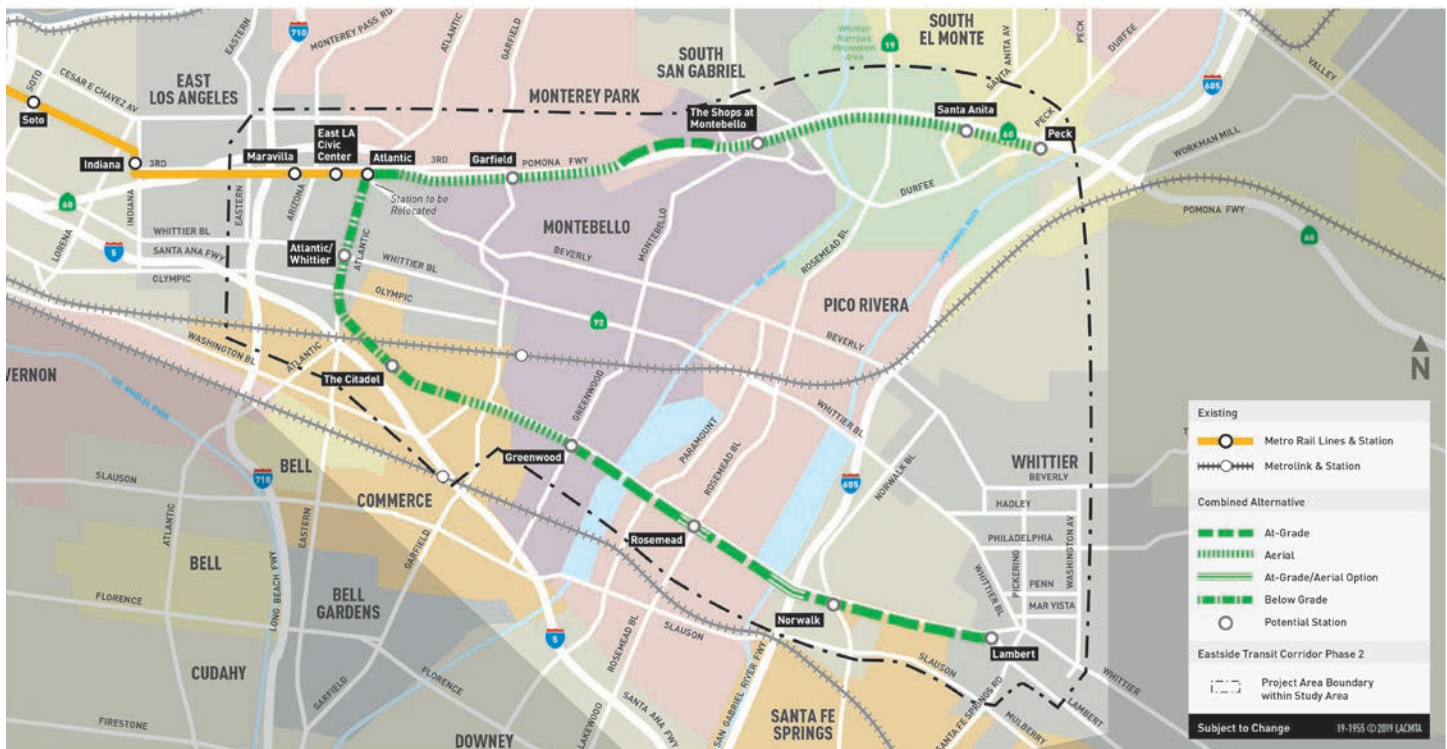 SOUTH
EL MONTE
SOUTH
SAN GABRIEL
EAST
LOS ANGELES
MONTEREY PARK
Whittier
Narrows
Recreation
Area
SOTO
CESAR E CHAVEZ AV
EASTERN
710
MONTEREY PASS RD
ATLANTIC
GARFIELD
19
SANTA ANITA AV
PECK
DURFEE
605
VALLEY
WORKMAN MILL
Soto
Indiana
3RD
Maravilla
East LA
Civic
Center
Atlantic
3RD
Garfield
POMONA FWY
The Shops at
Montebello
Santa Anita
60
PECK
Peck
DURFEE
POMONA FWY
60
Station to be
Relocated
60
INDIANA
EASTERN
ARIZONA
LORENA
5
WHITTIER BL
SANTA ANA FWY
OLYMPIC
Atlantic/
Whittier
ATLANTIC
WHITTIER BL
OLYMPIC
MONTEBELLO
BEVERLY
MONTEBELLO
RIO HONDO
ROSEMEAD BL
SAN GABRIEL RIVER
PICO RIVERA
72
BEVERLY
WASHINGTON BL
ATLANTIC
VERNON
LOS ANGELES RIVER
The Citadel
GREENWOOD
WHITTIER BL
PARAMOUNT
ROSEMEAD BL
NORWALK BL
605
Greenwood
BELL
SLAUSON
710
COMMERCE
WHITTIER
BEVERLY
HADLEY
PHILADELPHIA
PICKERING
WASHINGTON AV
PENN
MAR VISTA
WHITTIER BL
ATLANTIC
EASTERN
GARFIELD
Rosemead
BELL
LONG BEACH FWY
BELL
GARDENS
FLORENCE
Norwalk
Lambert
CUDAHY
GARFIELD
FLORENCE
5
ROSEMEAD BL
SLAUSON
SLAUSON
WHITTIER
LAMBERT
FIRESTONE
DOWNEY
SANTA ANA FWY
LAKEWOOD
SAN GABRIEL RIVER FWY
SANTA FE
SPRINGS
SANTA FE SPRINGS RD
MULBERRY
N
Existing
Metro Rail Lines & Station
Metrolink & Station
Combined Alternative
At-Grade
Aerial
At-Grade/Aerial Option
Below Grade
Potential Station
Eastside Transit Corridor Phase 2
Project Area Boundary
within Study Area
Subject to Change
19-1955 ©2019 LACMTA